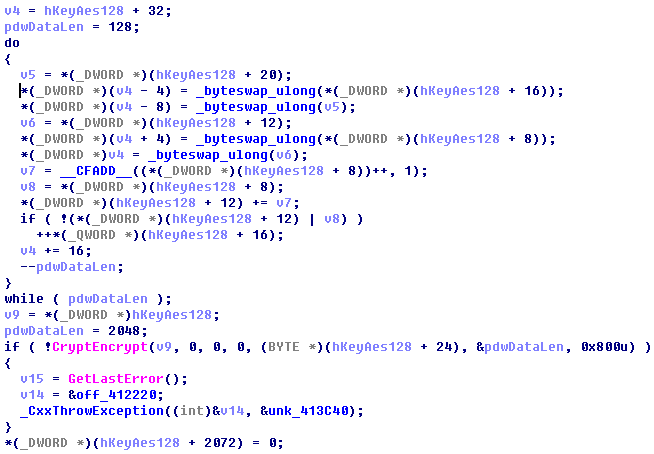 v4 = hKeyAes128 + 32;
pdwDataLen = 128;
do
{
  v5 = *(_DWORD *)(hKeyAes128 + 20);
  *(_DWORD *)(v4 - 4) = _byteswap_ulong(*(_DWORD *)(hKeyAes128 + 16));
  *(_DWORD *)(v4 - 8) = _byteswap_ulong(v5);
  v6 = *(_DWORD *)(hKeyAes128 + 12);
  *(_DWORD *)(v4 + 4) = _byteswap_ulong(*(_DWORD *)(hKeyAes128 + 8));
  *(_DWORD *)v4 = _byteswap_ulong(v6);
  v7 = __CFADD__((*(_DWORD *)(hKeyAes128 + 8))++, 1);
  v8 = *(_DWORD *)(hKeyAes128 + 8);
  *(_DWORD *)(hKeyAes128 + 12) += v7;
  if ( !(*(_DWORD *)(hKeyAes128 + 12) | v8) )
    ++*(_QWORD *)(hKeyAes128 + 16);
  v4 += 16;
  --pdwDataLen;
}
while ( pdwDataLen );
v9 = *(_DWORD *)hKeyAes128;
pdwDataLen = 2048;
if ( !CryptEncrypt(v9, 0, 0, 0, (BYTE *)(hKeyAes128 + 24), &pdwDataLen, 0x800u) )
{
  v15 = GetLastError();
  v14 = &off_412220;
  _CxxThrowException((int)&v14, &unk_413C40);
}
*(_DWORD *)(hKeyAes128 + 2072) = 0;